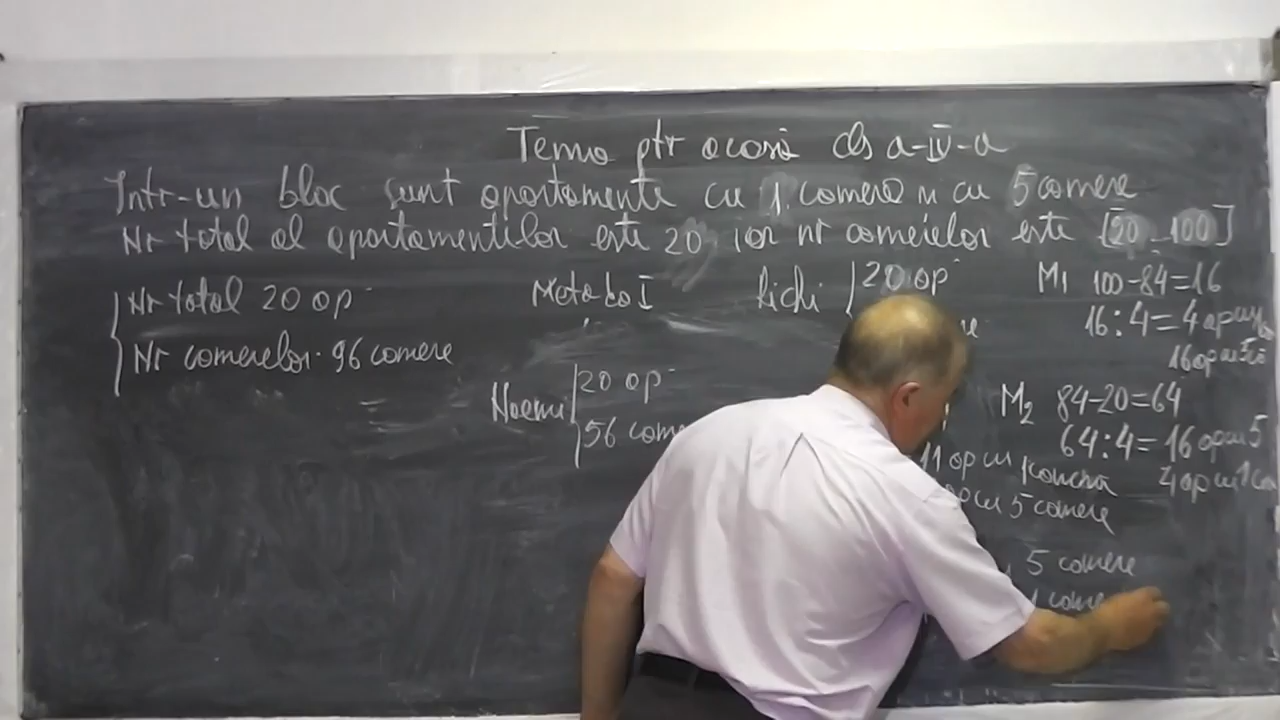 Tema ptr acasă cls a-IV-a
Intr-un bloc sunt apartamente cu 1 cameră și cu 5 camere
Nr total al apartamentelor este 20, iar nr camerelor este [20 100]
Nr total 20 ap
Nr camerelor 96 camere
Metoda I
Noemi
20 ap
56 came
Richi
20 ap
re
M1 100-84=16
16:4=4 ap cu
16 ap cu 5
M2 84-20=64
64:4=16 ap cu 5
4 ap cu 1 ca
11 ap cu 1 cameră
ap cu 5 camere
5 camere
1 came